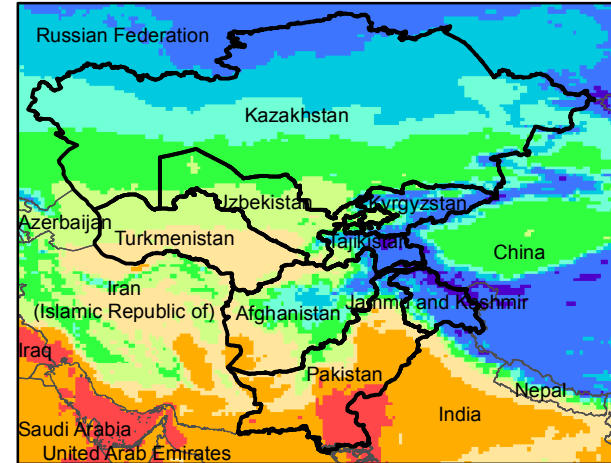 Russian Federation
Kazakhstan
Uzbekistan
Kyrgyzstan
Azerbaijan
Turkmenistan
Tajikistan
China
Iran
(Islamic Republic of)
Afghanistan
Jammu and Kashmir
Iraq
Pakistan
Nepal
India
Saudi Arabia
United Arab Emirates